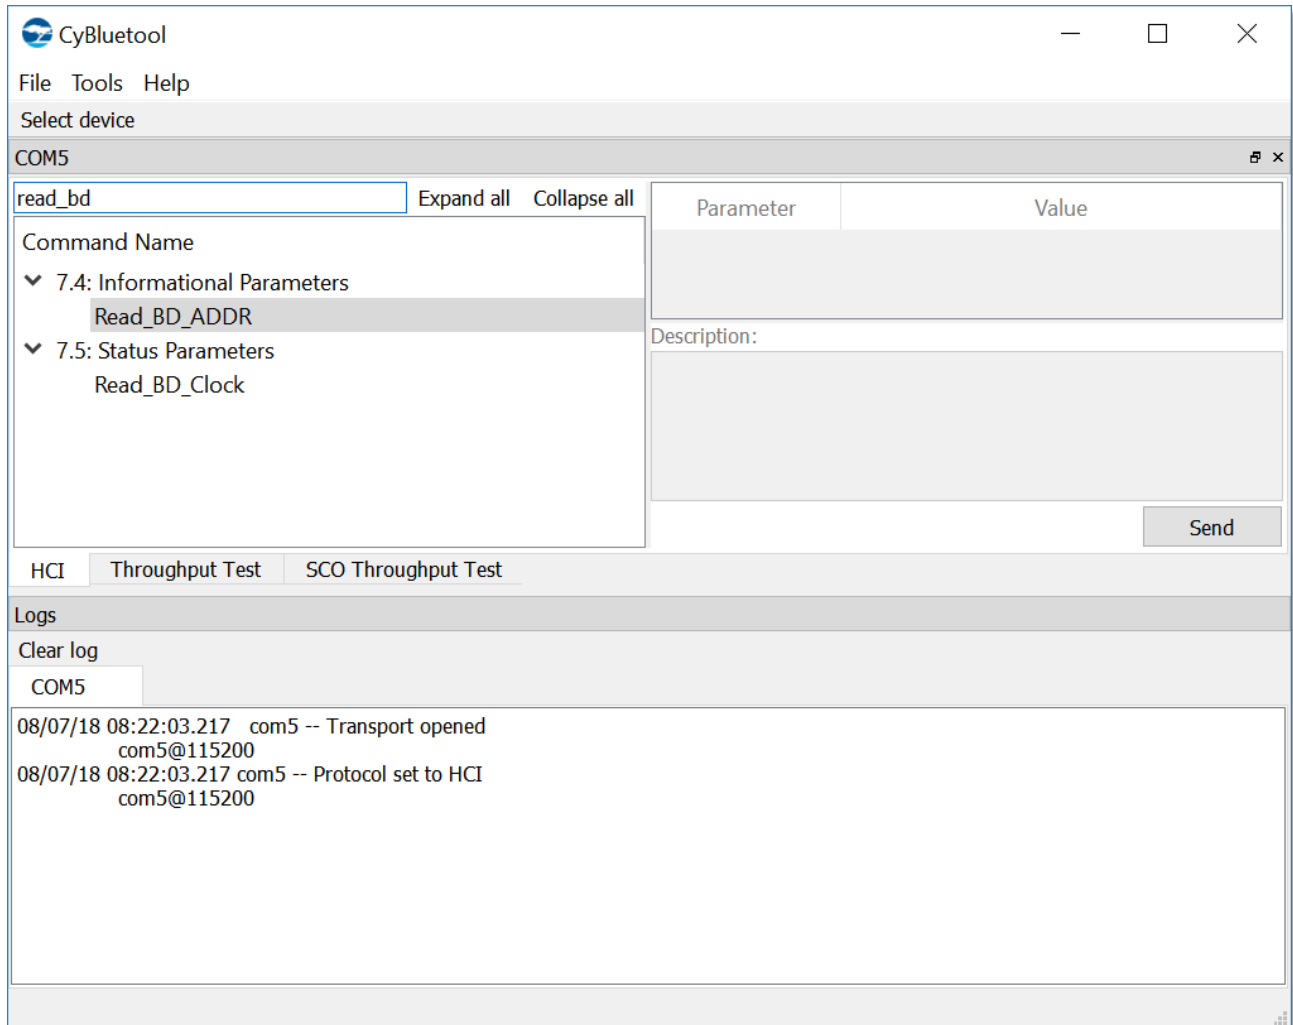 CyBluetool
File Tools Help
Select device
COM5
read_bd Expand all Collapse all
Command Name
7.4: Informational Parameters
Read_BD_ADDR
7.5: Status Parameters
Read_BD_Clock
Parameter Value
Description:
Send
HCI Throughput Test SCO Throughput Test
Logs
Clear log
COM5
08/07/18 08:22:03.217 com5 -- Transport opened
com5@115200
08/07/18 08:22:03.217 com5 -- Protocol set to HCI
com5@115200